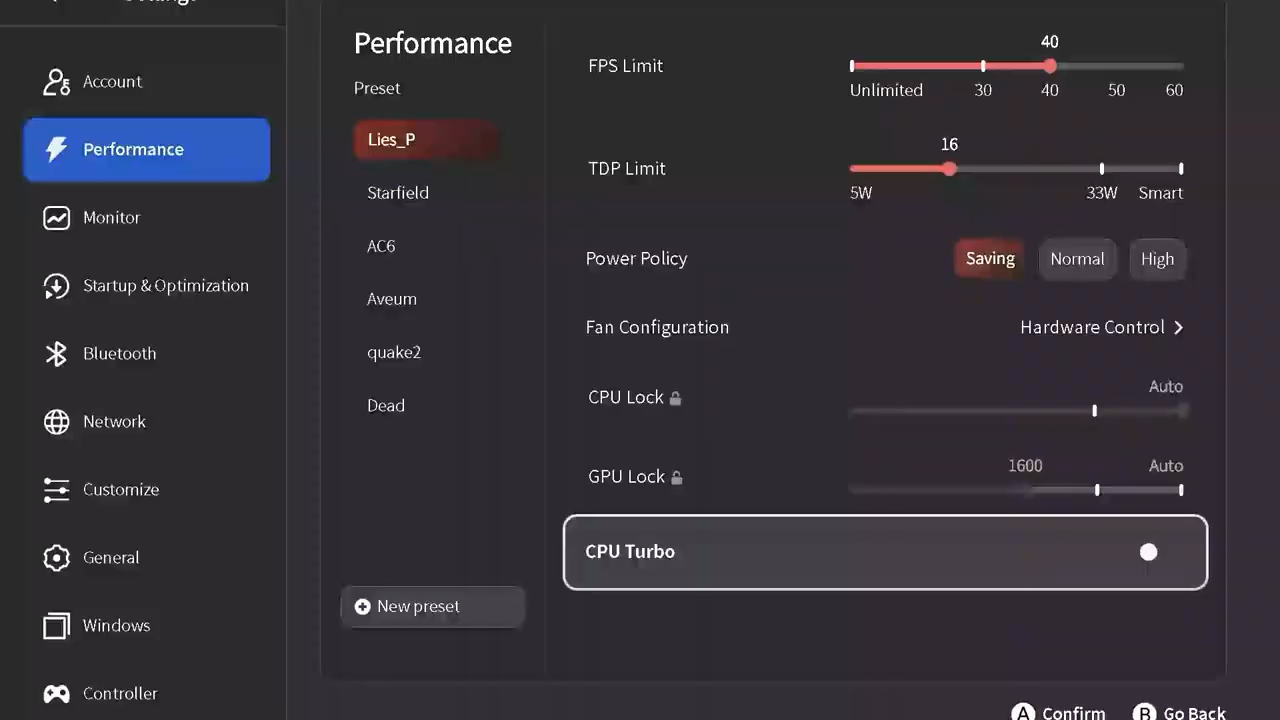 Settings
Account
Performance
Monitor
Startup & Optimization
Bluetooth
Network
Customize
General
Windows
Controller
Performance
Preset
Lies_P
Starfield
AC6
Aveum
quake2
Dead
New preset
FPS Limit
40
Unlimited 30 40 50 60
TDP Limit
16
5W 33W Smart
Power Policy
Saving Normal High
Fan Configuration
Hardware Control
CPU Lock
Auto
GPU Lock
1600 Auto
CPU Turbo
A Confirm B Go Back